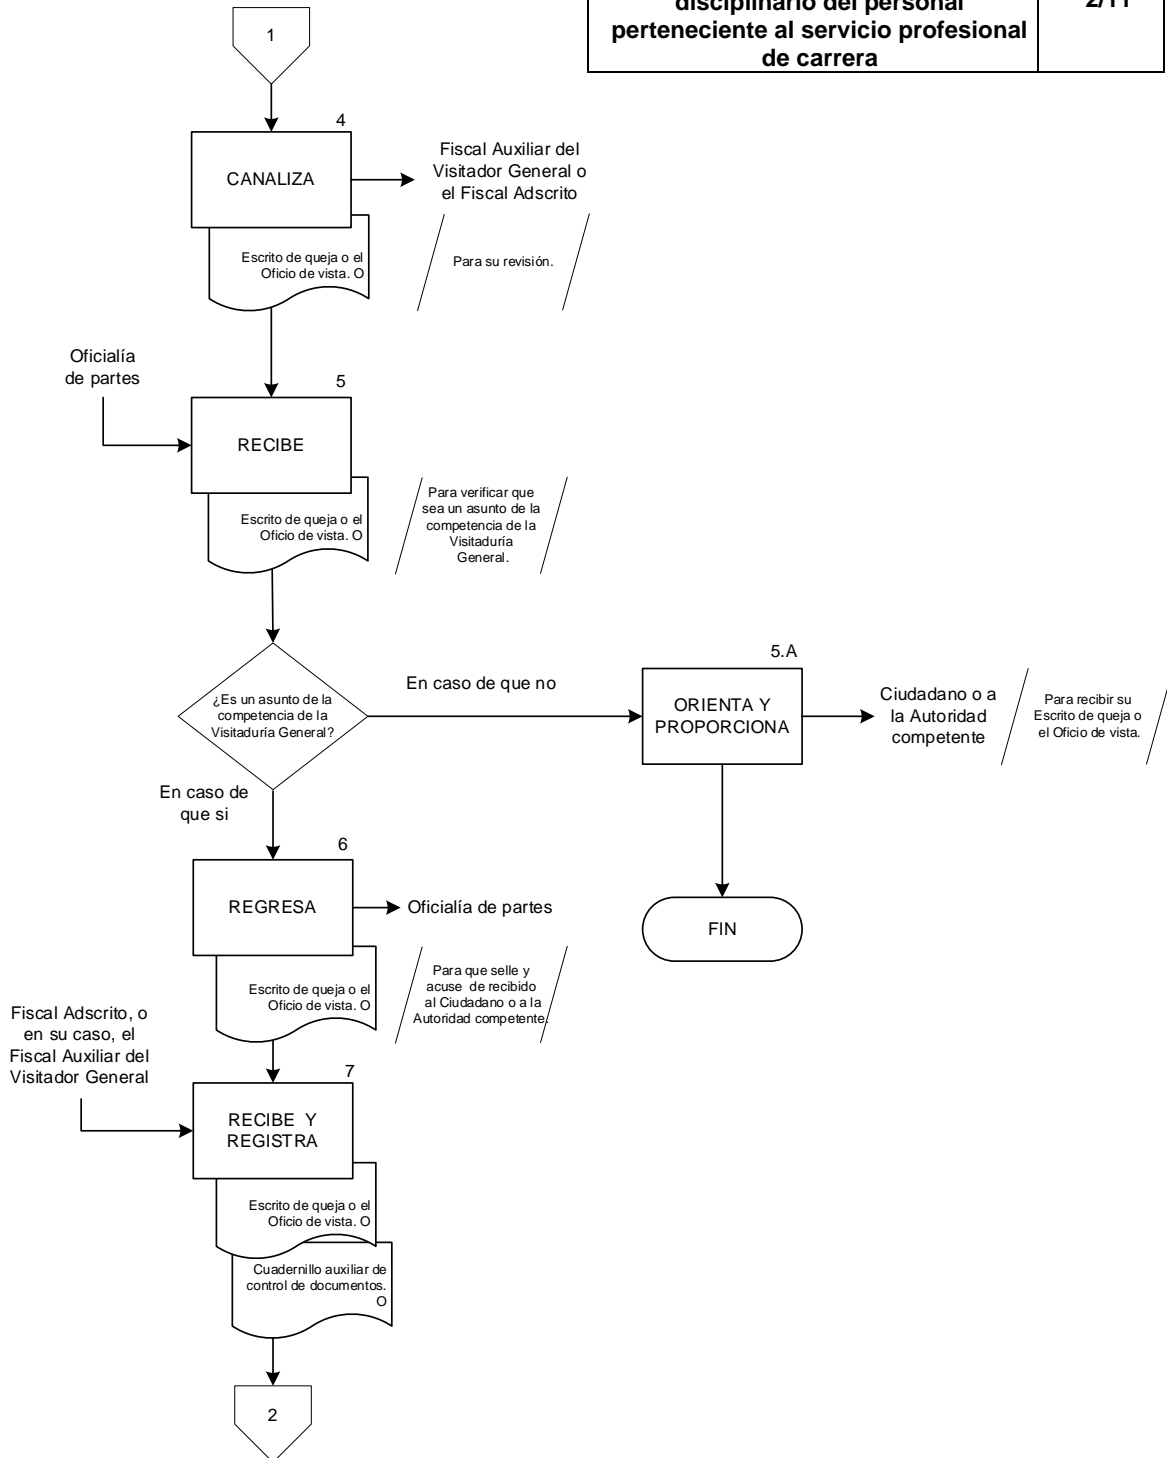 disciplinario del personal
perteneciente al servicio profesional
de carrera
2/11
1
4
CANALIZA
Fiscal Auxiliar del
Visitador General o
el Fiscal Adscrito
Escrito de queja o el
Oficio de vista. O
Para su revisión.
Oficialía
de partes
5
RECIBE
Escrito de queja o el
Oficio de vista. O
Para verificar que
sea un asunto de la
competencia de la
Visitaduría
General.
¿Es un asunto de la
competencia de la
Visitaduría General?
En caso de que no
5.A
ORIENTA Y
PROPORCIONA
Ciudadano o a
la Autoridad
competente
Para recibir su
Escrito de queja o
el Oficio de vista.
FIN
En caso de
que si
6
REGRESA
Oficialía de partes
Escrito de queja o el
Oficio de vista. O
Para que selle y
acuse de recibido
al Ciudadano o a la
Autoridad competente.
Fiscal Adscrito, o
en su caso, el
Fiscal Auxiliar del
Visitador General
7
RECIBE Y
REGISTRA
Escrito de queja o el
Oficio de vista. O
Cuadernillo auxiliar de
control de documentos.
O
2